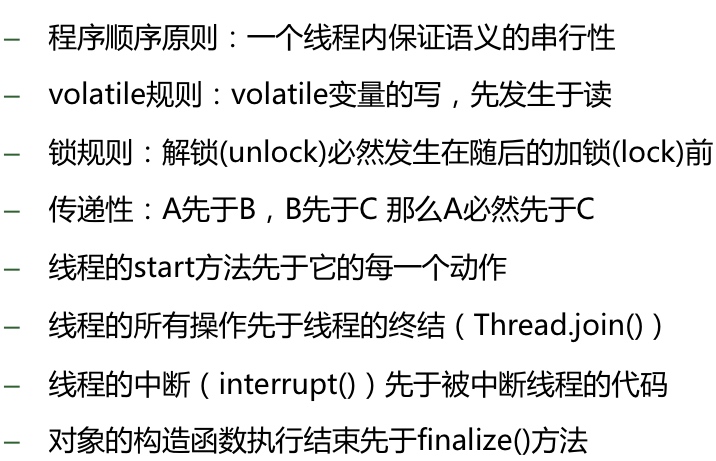 – 程序顺序原则：一个线程内保证语义的串行性
– volatile规则：volatile变量的写，先发生于读
– 锁规则：解锁(unlock)必然发生在随后的加锁(lock)前
– 传递性：A先于B，B先于C 那么A必然先于C
– 线程的start方法先于它的每一个动作
– 线程的所有操作先于线程的终结（Thread.join()）
– 线程的中断（interrupt()）先于被中断线程的代码
– 对象的构造函数执行结束先于finalize()方法